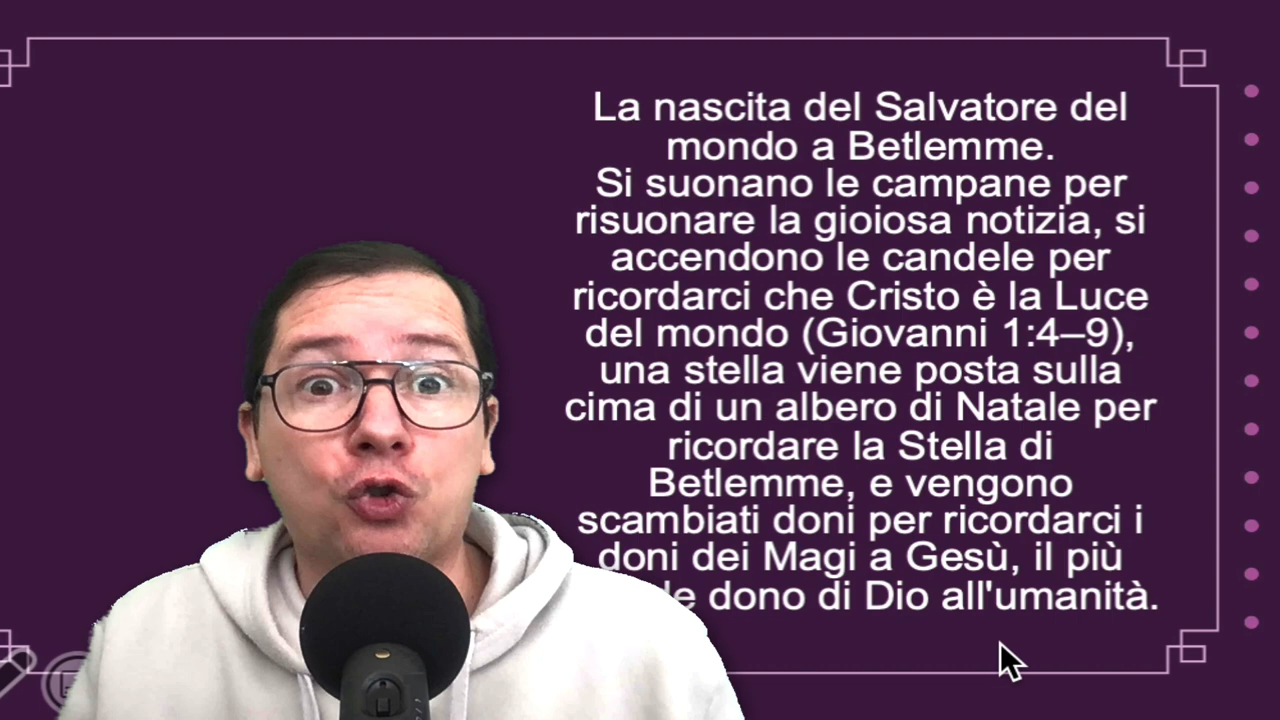 La nascita del Salvatore del
mondo a Betlemme.
Si suonano le campane per
risuonare la gioiosa notizia, si
accendono le candele per
ricordarci che Cristo è la Luce
del mondo (Giovanni 1:4–9),
una stella viene posta sulla
cima di un albero di Natale per
ricordare la Stella di
Betlemme, e vengono
scambiati doni per ricordarci i
doni dei Magi a Gesù, il più
dono di Dio all'umanità.